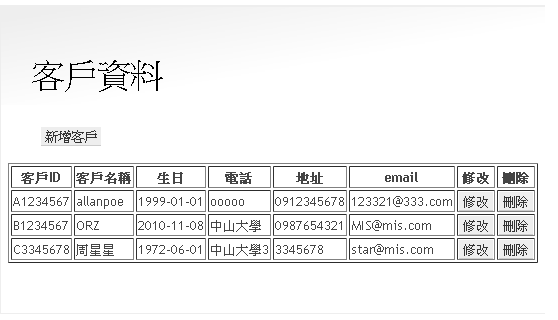 客戶資料
新增客戶
客戶ID 客戶名稱 生日 電話 地址 email 修改 刪除
A1234567 allanpoe 1999-01-01 ooooo 0912345678 123321@333.com 修改 刪除
B1234567 ORZ 2010-11-08 中山大學 0987654321 MIS@mis.com 修改 刪除
C3345678 周星星 1972-06-01 中山大學3 3345678 star@mis.com 修改 刪除